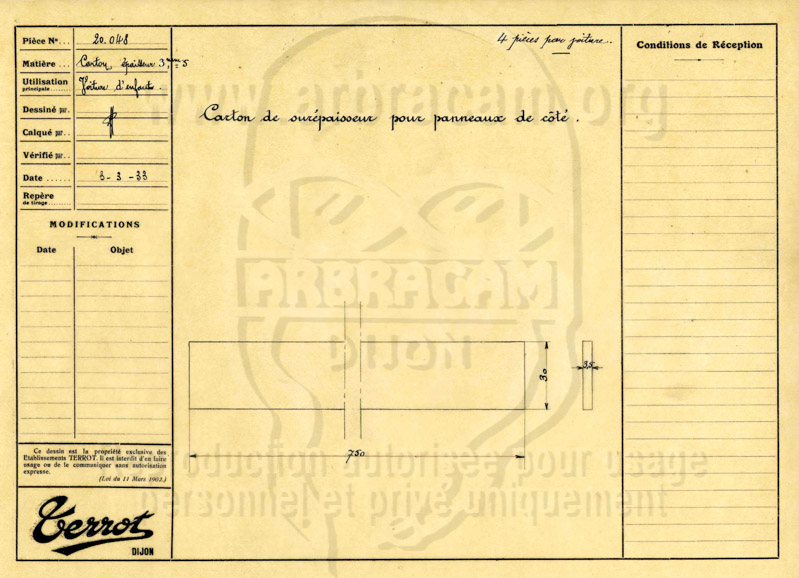 Pièce N° ... 20.048
Matière ... Carton, épaisseur 3mm5
Utilisation
principale ... Voiture d'enfants.
Dessiné par.
Calqué par ..
Vérifié par ..
Date ...... 3-3-33
Repère
de tirage ........
MODIFICATIONS
Date Objet
Ce dessin est la propriété exclusive des
Etablissements TERROT. Il est interdit d'en faire
usage ou de le communiquer sans autorisation
expresse.
(Loi du 11 Mars 1902.)
Terrot
DIJON
4 pièces par voiture.
Carton de surépaisseur pour panneaux de côté.
30
3,5
750
Conditions de Réception
www.arbracam.org
ARBRACAM
DIJON
reproduction autorisée pour usage
personnel et privé uniquement